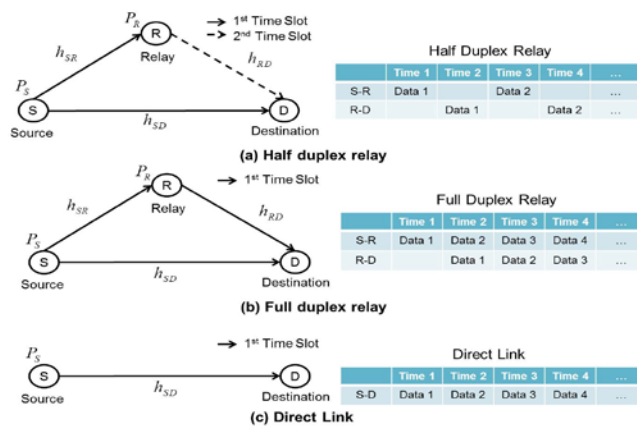 P_R
R
Relay
h_SR
h_RD
P_S
S
Source
h_SD
D
Destination
1st Time Slot
2nd Time Slot
(a) Half duplex relay
Half Duplex Relay
Time 1 Time 2 Time 3 Time 4 ...
S-R Data 1 Data 2 ...
R-D Data 1 Data 2 ...
P_R
R
Relay
h_SR
h_RD
P_S
S
Source
h_SD
D
Destination
1st Time Slot
(b) Full duplex relay
Full Duplex Relay
Time 1 Time 2 Time 3 Time 4 ...
S-R Data 1 Data 2 Data 3 Data 4 ...
R-D Data 1 Data 2 Data 3 ...
P_S
S
Source
h_SD
D
Destination
1st Time Slot
(c) Direct Link
Direct Link
Time 1 Time 2 Time 3 Time 4 ...
S-D Data 1 Data 2 Data 3 Data 4 ...